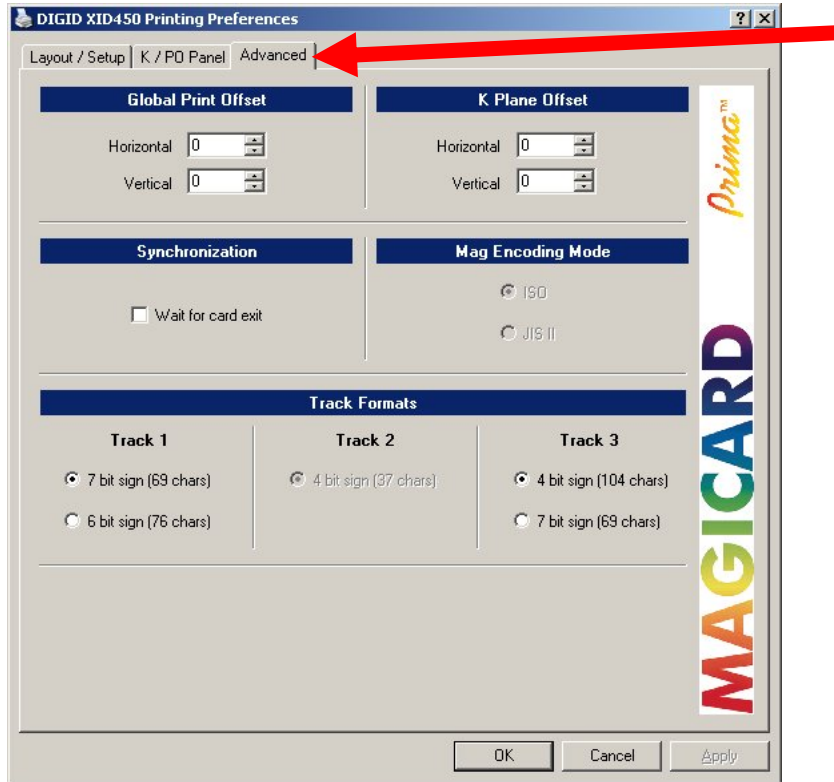 DIGID XID450 Printing Preferences
Layout / Setup K / PO Panel Advanced
Global Print Offset K Plane Offset
Horizontal 0 Horizontal 0
Vertical 0 Vertical 0
Synchronization Mag Encoding Mode
Wait for card exit ISO
JIS II
Track Formats
Track 1 Track 2 Track 3
7 bit sign (69 chars) 4 bit sign (37 chars) 4 bit sign (104 chars)
6 bit sign (76 chars) 7 bit sign (69 chars)
Prima™
MAGICARD
OK Cancel Apply